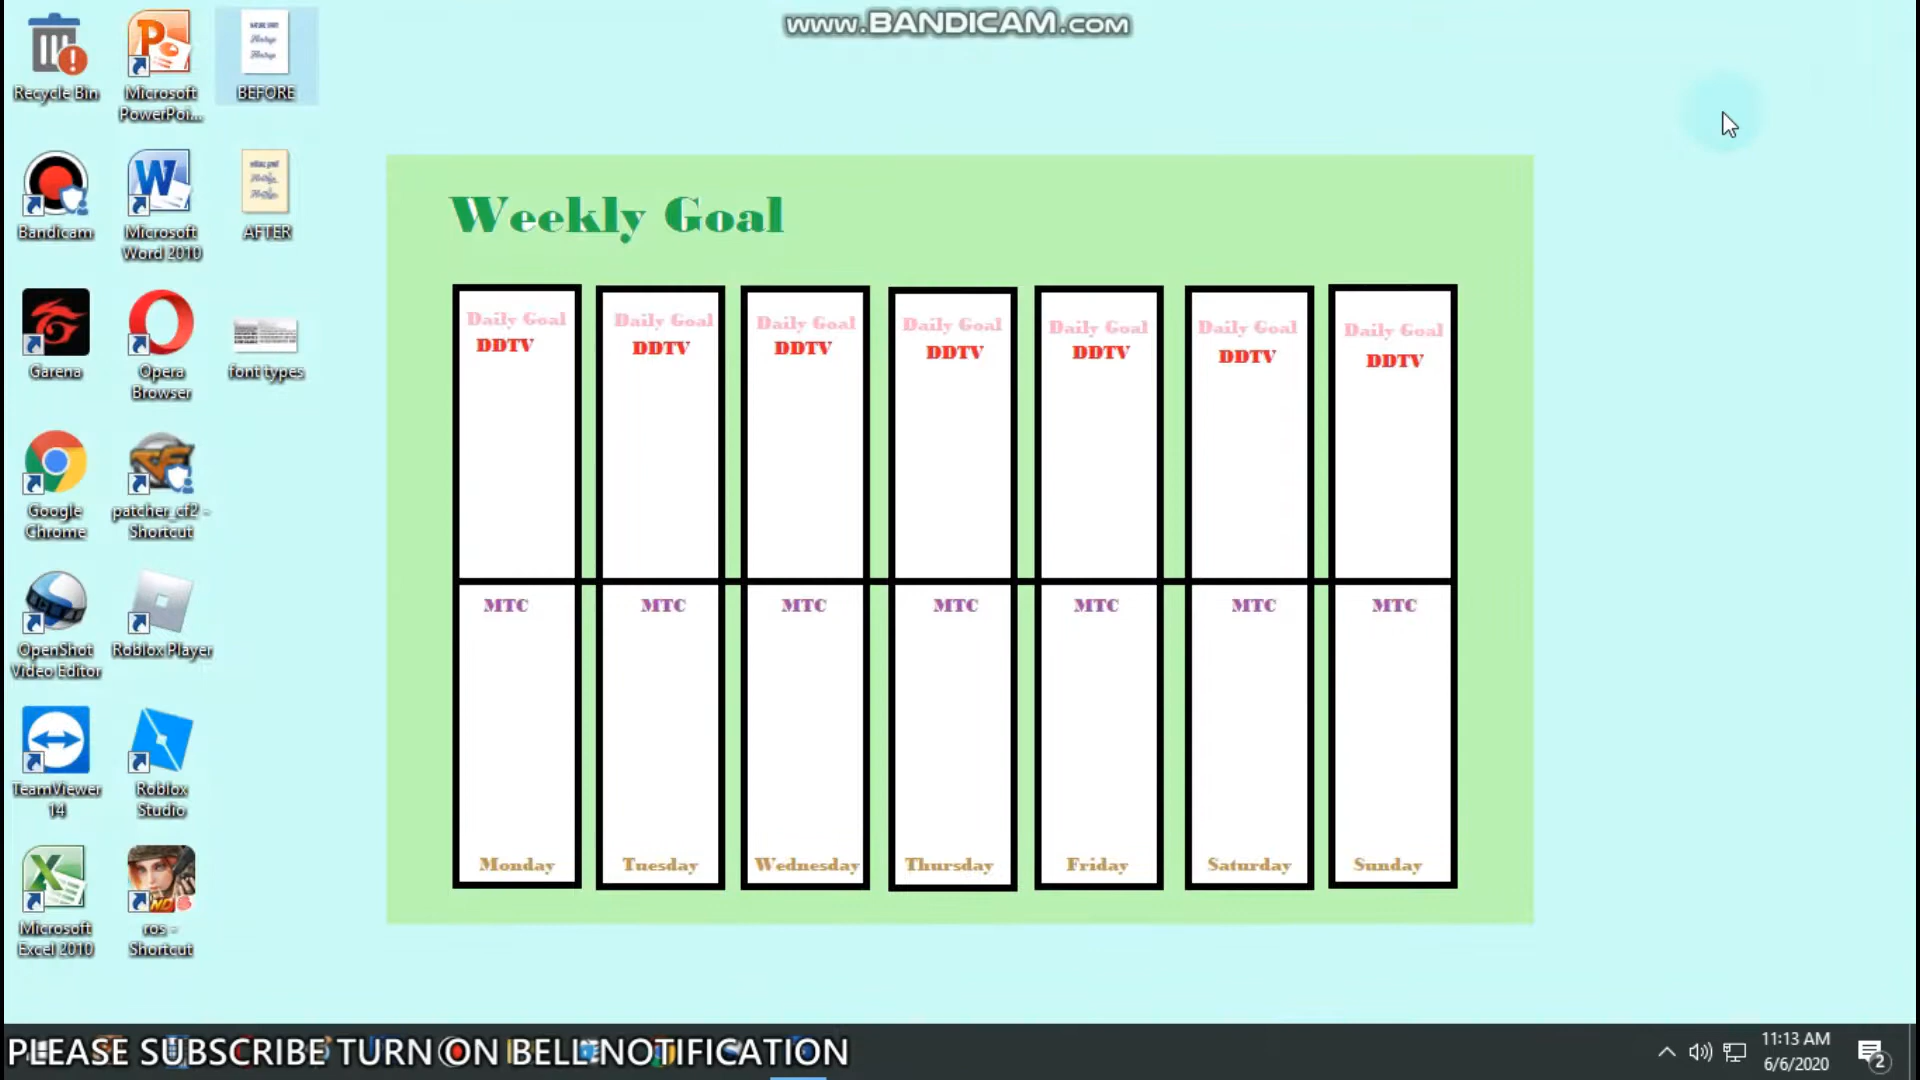 www.BANDICAM.com
Recycle Bin
Microsoft
PowerPoi...
BEFORE
Bandicam
Microsoft
Word 2010
AFTER
Garena
Opera
Browser
font types
Google
Chrome
patcher_cf2 -
Shortcut
OpenShot
Video Editor
Roblox Player
TeamViewer
14
Roblox
Studio
Microsoft
Excel 2010
ros -
Shortcut
Weekly Goal
Daily Goal Daily Goal Daily Goal Daily Goal Daily Goal Daily Goal Daily Goal
DDTV DDTV DDTV DDTV DDTV DDTV DDTV
MTC MTC MTC MTC MTC MTC MTC
Monday Tuesday Wednesday Thursday Friday Saturday Sunday
PLEASE SUBSCRIBE TURN ON BELL NOTIFICATION
11:13 AM
6/6/2020
2